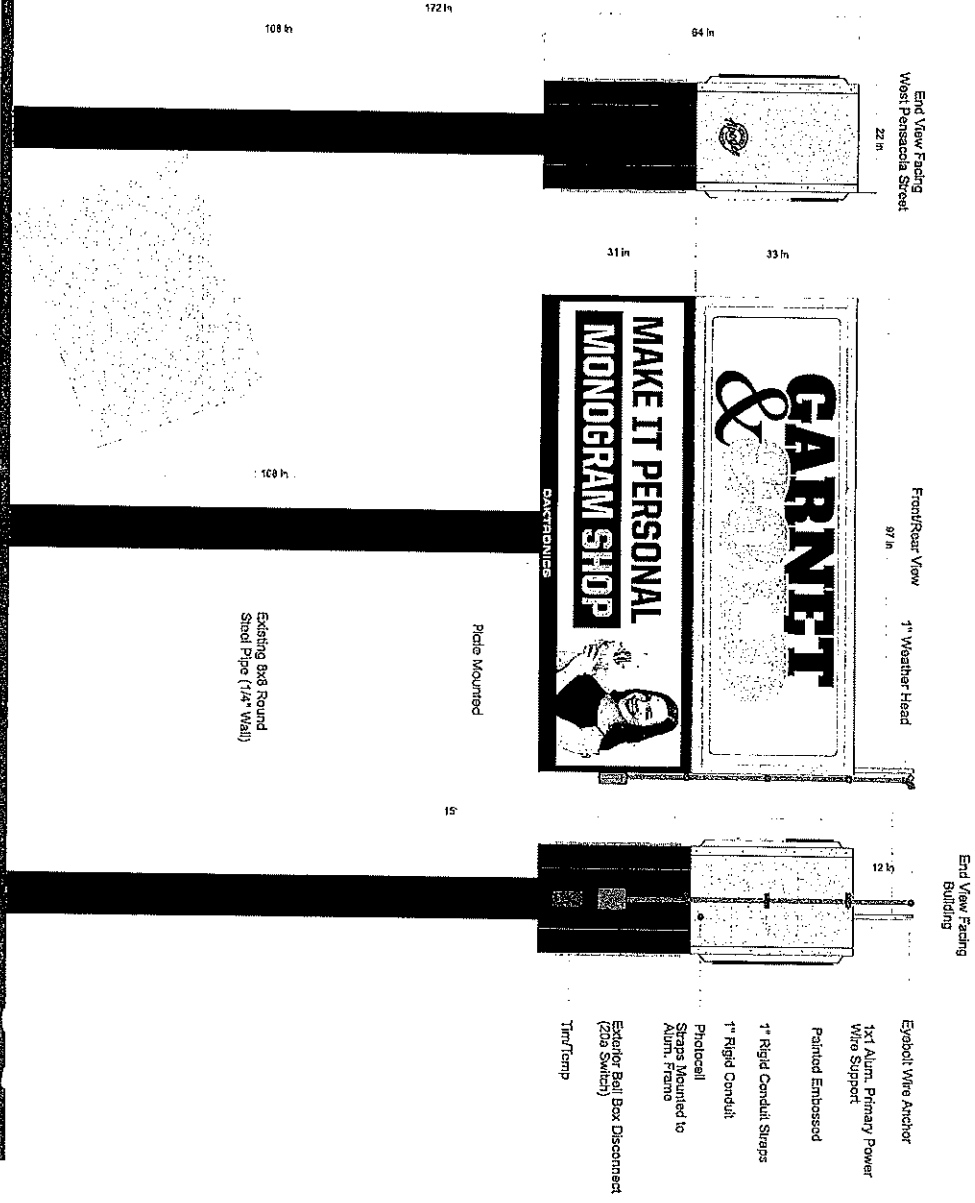 End View Facing
West Pensacola Street
22 in
64 in
172 in
108 in
Front/Rear View
97 in
1" Weather Head
33 in
31 in
GARNET
&
MAKE IT PERSONAL
MONOGRAM SHOP
DAKTRONICS
108 in
Plate Mounted
Existing 8x8 Round
Steel Pipe (1/4" Wall)
End View Facing
Building
12 in
15'
Eyebolt Wire Anchor
1x1 Alum. Primary Power
Wire Support
Painted Embossed
1" Rigid Conduit Straps
1" Rigid Conduit
Photocell
Straps Mounted to
Alum. Frame
Exterior Bell Box Disconnect
(20a Switch)
Tim/Temp